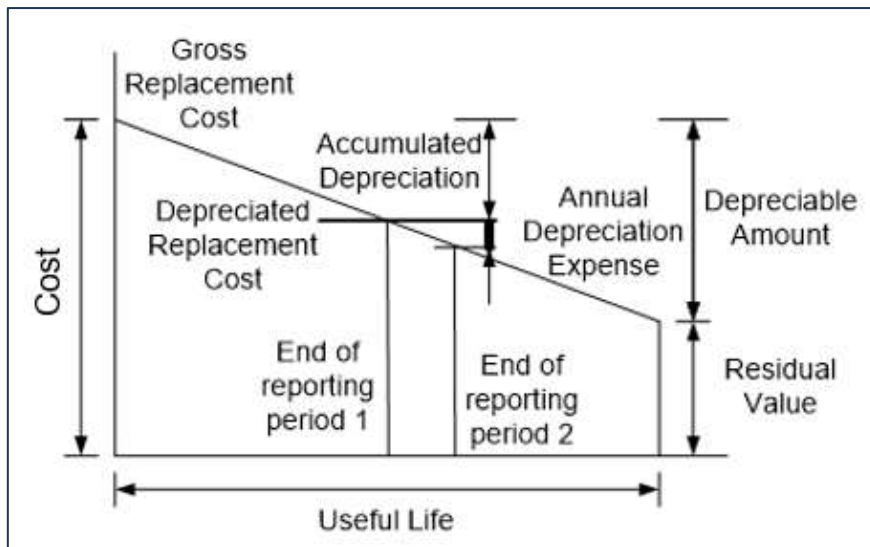 Gross
Replacement
Cost
Accumulated
Depreciation
Depreciated
Replacement
Cost
Annual
Depreciation
Expense
Depreciable
Amount
Cost
End of
reporting
period 1
End of
reporting
period 2
Residual
Value
Useful Life